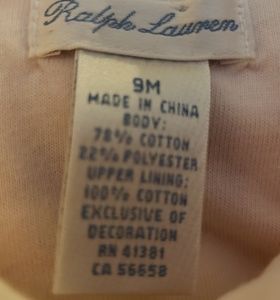 Ralph Lauren
9M
MADE IN CHINA
BODY:
78% COTTON
22% POLYESTER
UPPER LINING:
100% COTTON
EXCLUSIVE OF
DECORATION
RN 41381
CA 56658